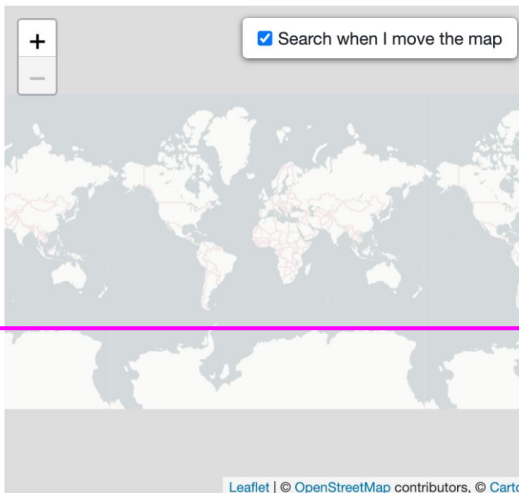 +
Search when I move the map
−
Leaflet | © OpenStreetMap contributors, © Carto